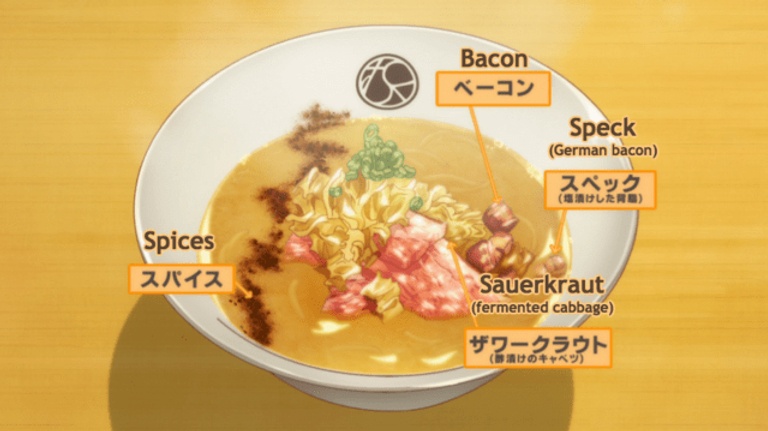 Bacon
ベーコン
Speck
(German bacon)
スペック
(塩漬けした背脂)
Spices
スパイス
Sauerkraut
(fermented cabbage)
ザワークラウト
(酢漬けのキャベツ)